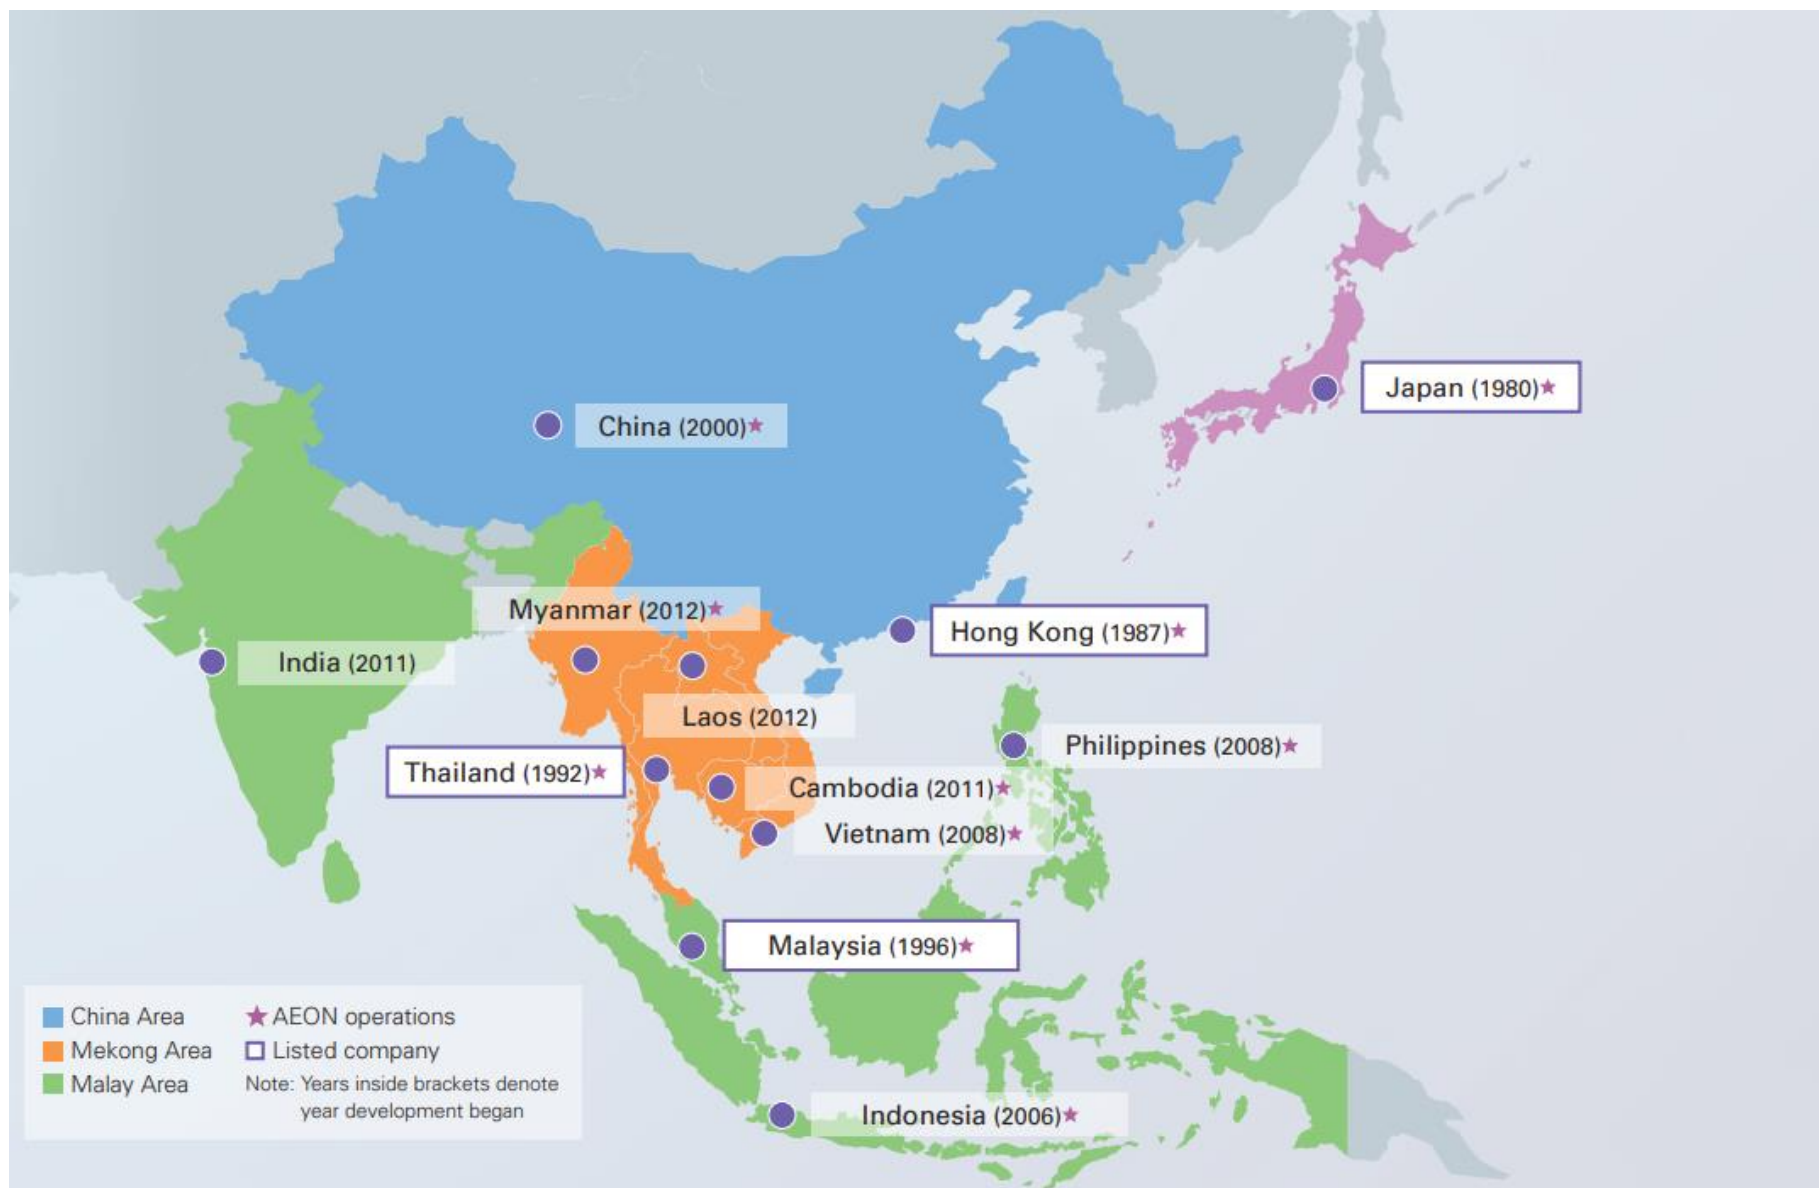 Japan (1980)★
China (2000)★
Myanmar (2012)★
Hong Kong (1987)★
India (2011)
Laos (2012)
Philippines (2008)★
Thailand (1992)★
Cambodia (2011)★
Vietnam (2008)★
Malaysia (1996)★
China Area
★ AEON operations
Mekong Area
Listed company
Malay Area
Note: Years inside brackets denote
year development began
Indonesia (2006)★